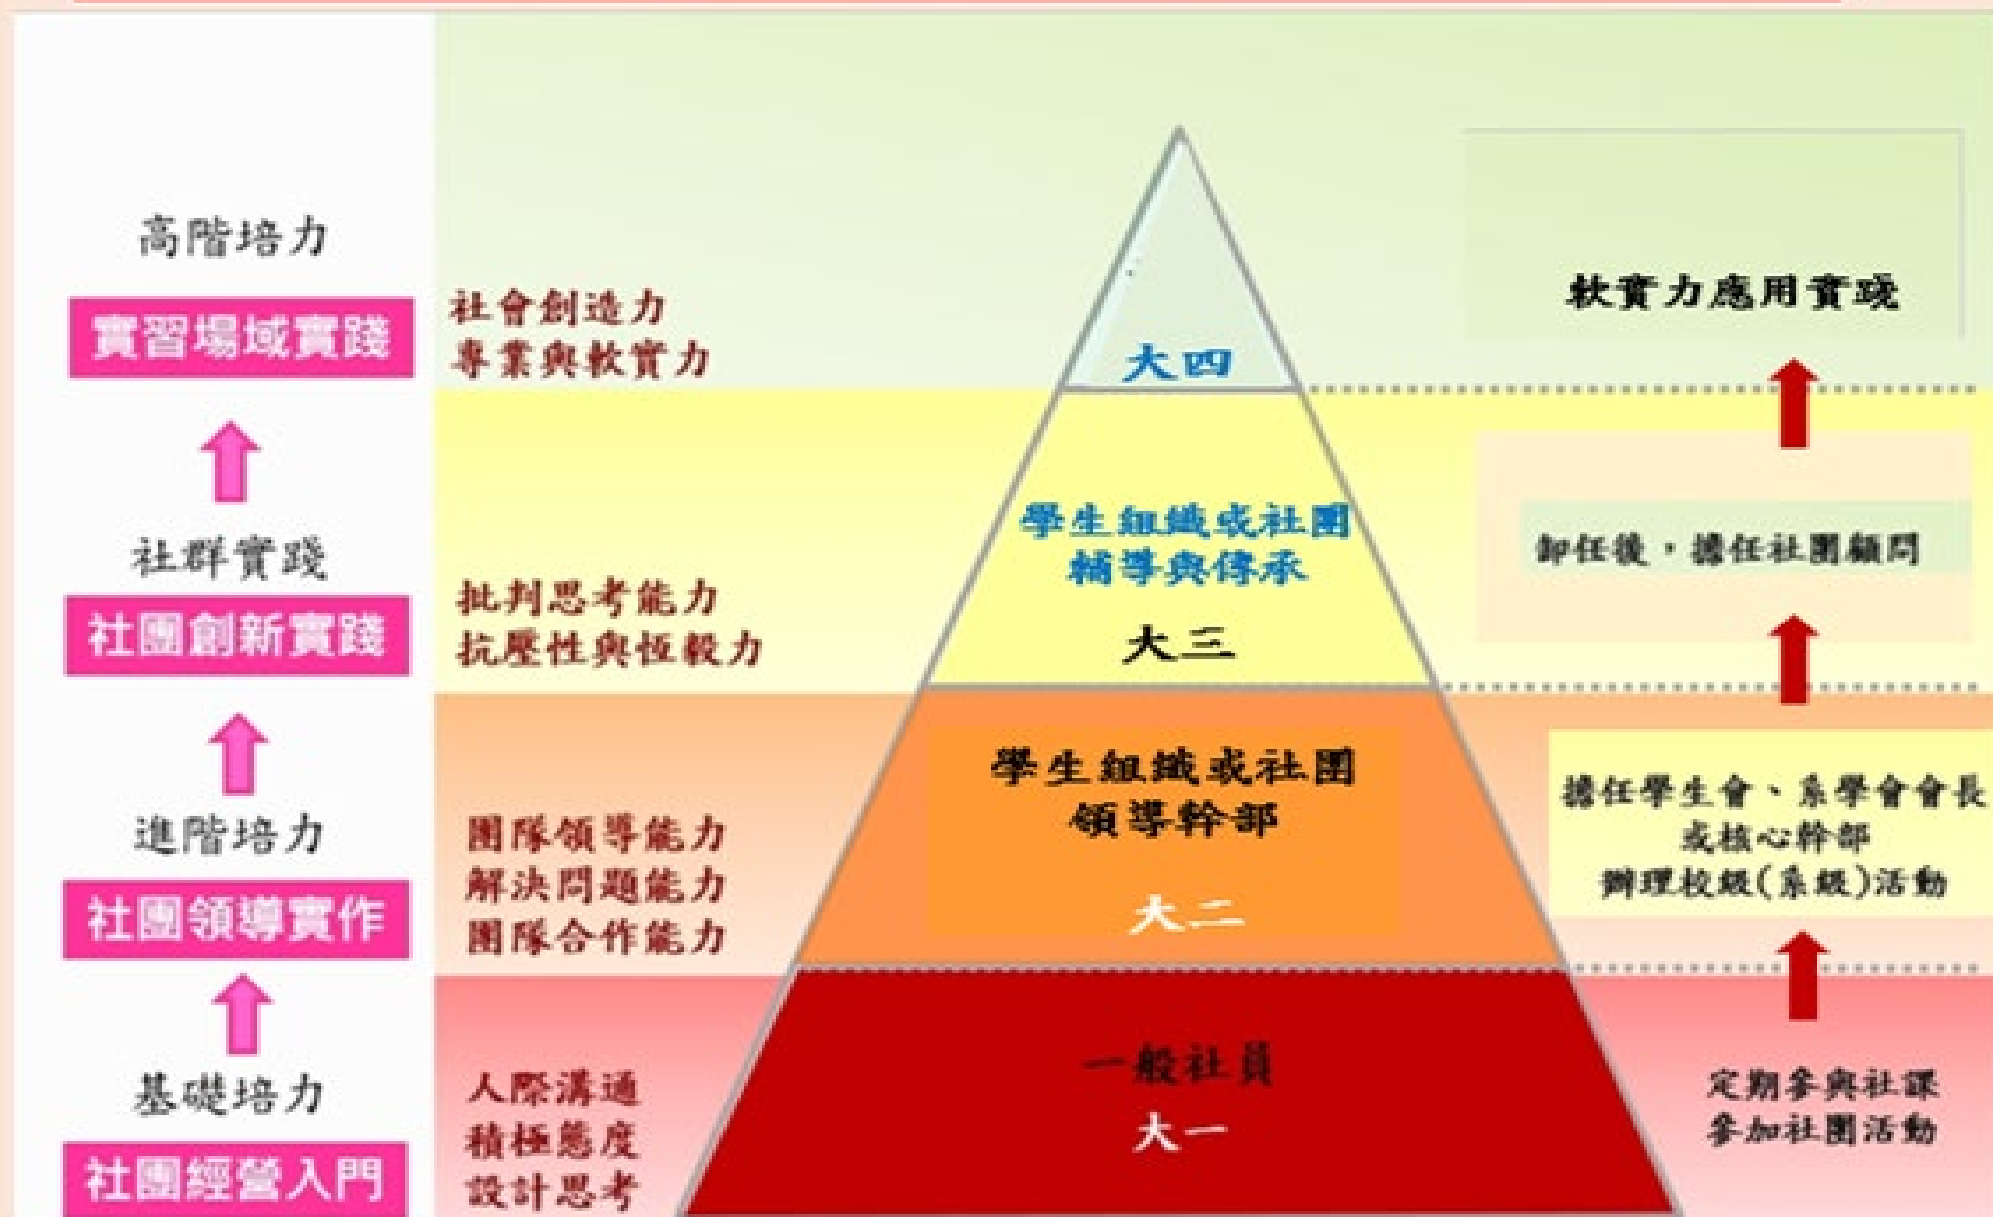 高階培力
實習場域實踐
社會創造力
專業與軟實力
大四
軟實力應用實踐
社群實踐
社團創新實踐
批判思考能力
抗壓性與恆毅力
學生組織或社團
輔導與傳承
大三
卸任後，擔任社團顧問
進階培力
社團領導實作
團隊領導能力
解決問題能力
團隊合作能力
學生組織或社團
領導幹部
大二
擔任學生會、系學會會長
或核心幹部
辦理校級(系級)活動
基礎培力
社團經營入門
人際溝通
積極態度
設計思考
一般社員
大一
定期參與社課
參加社團活動